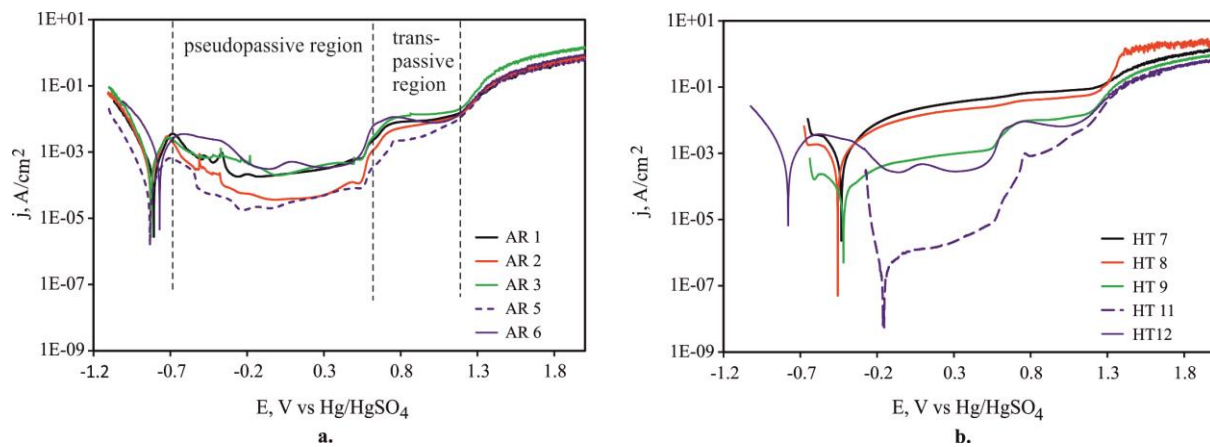 1E+01
1E-01
1E-03
1E-05
1E-07
1E-09
j, A/cm2
pseudopassive region
trans-
passive
region
AR 1
AR 2
AR 3
AR 5
AR 6
-1.2 -0.7 -0.2 0.3 0.8 1.3 1.8
E, V vs Hg/HgSO4
a.
1E+01
1E-01
1E-03
1E-05
1E-07
1E-09
j, A/cm2
HT 7
HT 8
HT 9
HT 11
HT12
-1.2 -0.7 -0.2 0.3 0.8 1.3 1.8
E, V vs Hg/HgSO4
b.